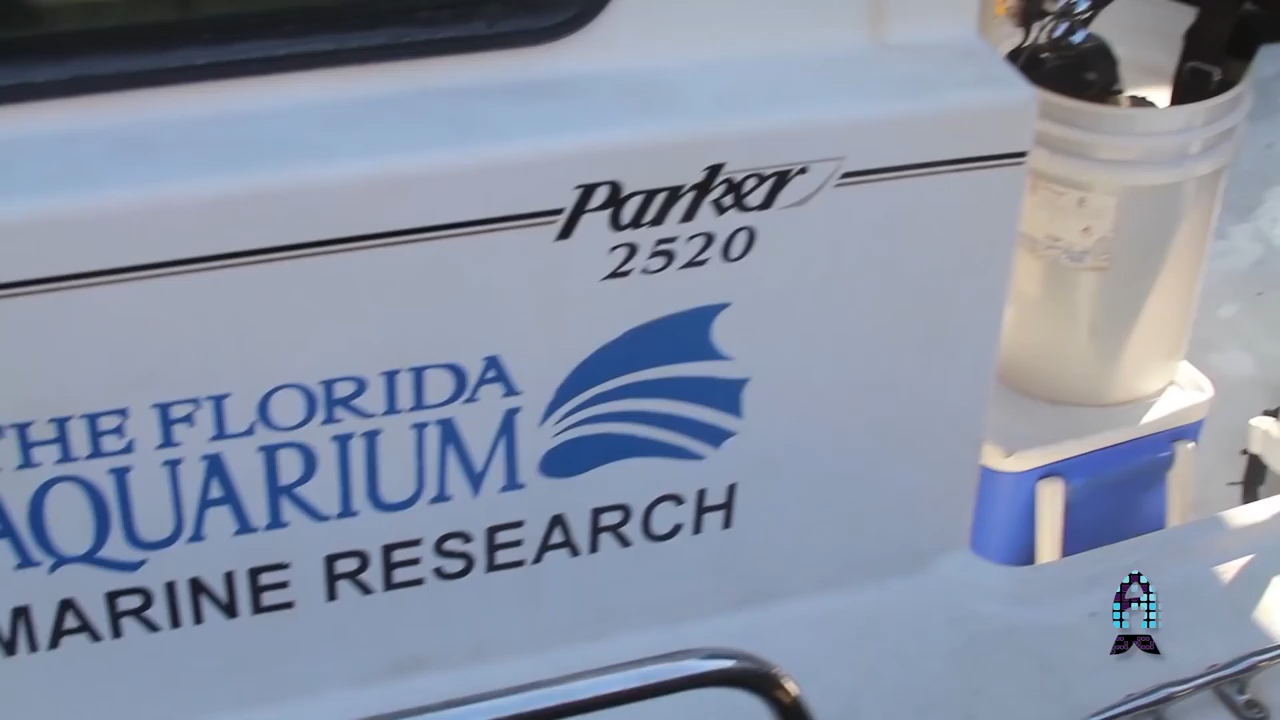 Parker
2520
THE FLORIDA
AQUARIUM
MARINE RESEARCH